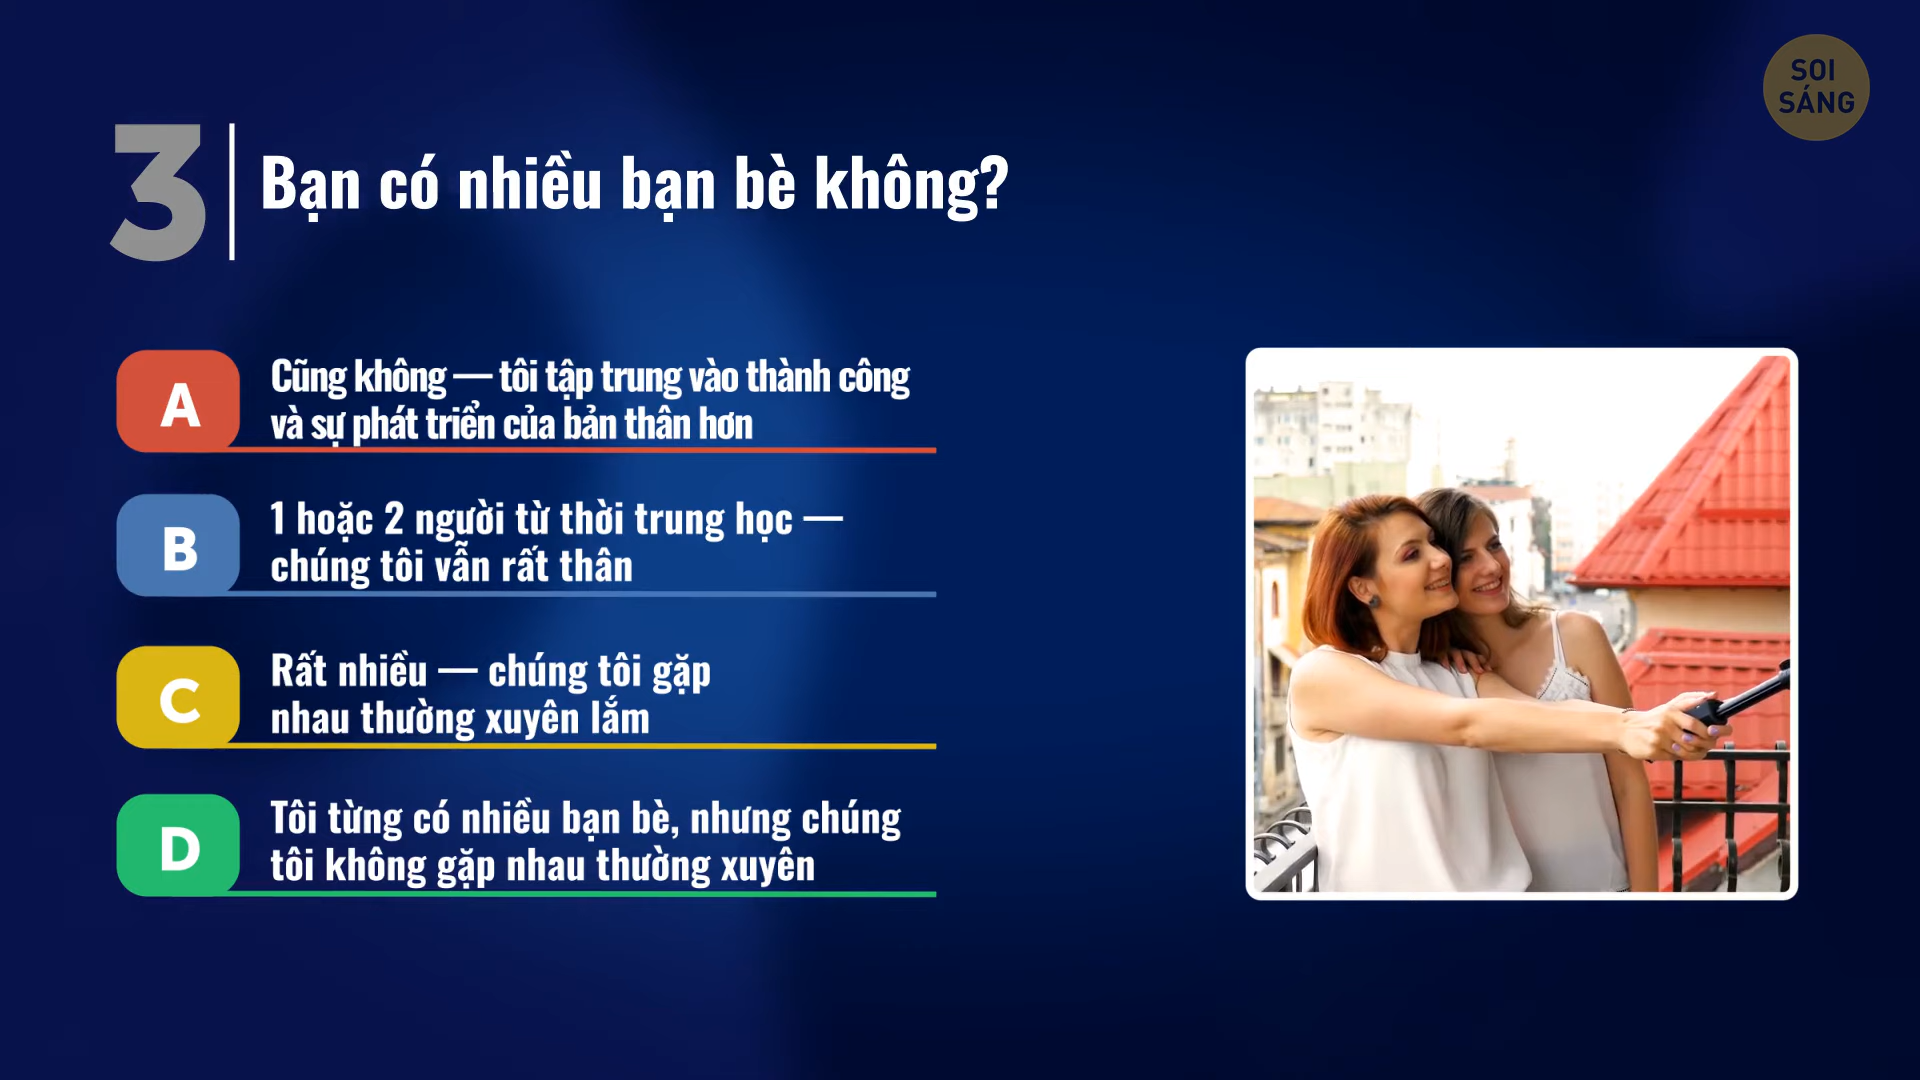 SOI
SÁNG
3
Bạn có nhiều bạn bè không?
A
Cũng không — tôi tập trung vào thành công
và sự phát triển của bản thân hơn
B
1 hoặc 2 người từ thời trung học —
chúng tôi vẫn rất thân
C
Rất nhiều — chúng tôi gặp
nhau thường xuyên lắm
D
Tôi từng có nhiều bạn bè, nhưng chúng
tôi không gặp nhau thường xuyên